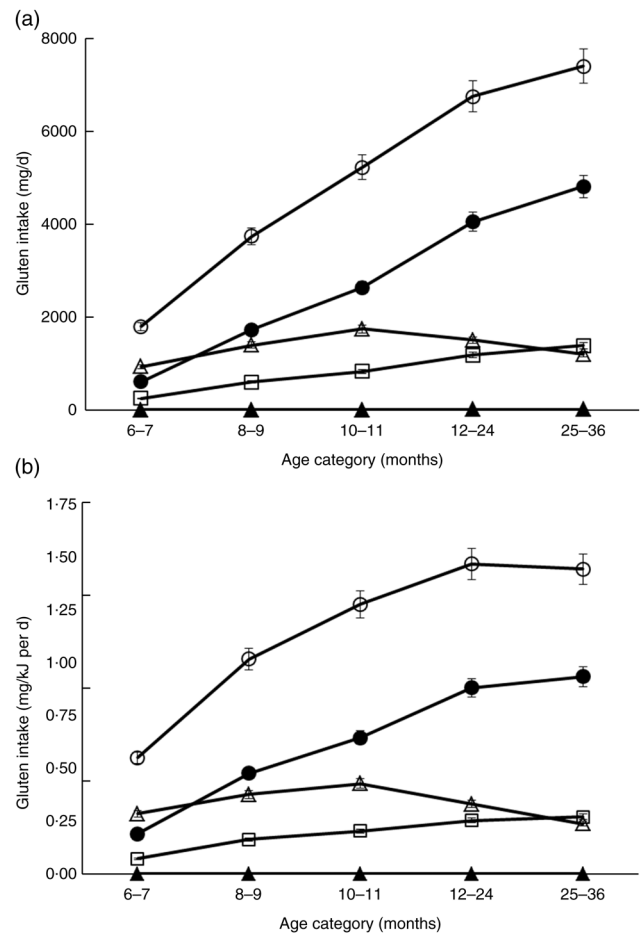 (a)
8000
6000
4000
2000
0
Gluten intake (mg/d)
6–7 8–9 10–11 12–24 25–36
Age category (months)
(b)
1·75
1·50
1·25
1·00
0·75
0·50
0·25
0·00
Gluten intake (mg/kJ per d)
6–7 8–9 10–11 12–24 25–36
Age category (months)